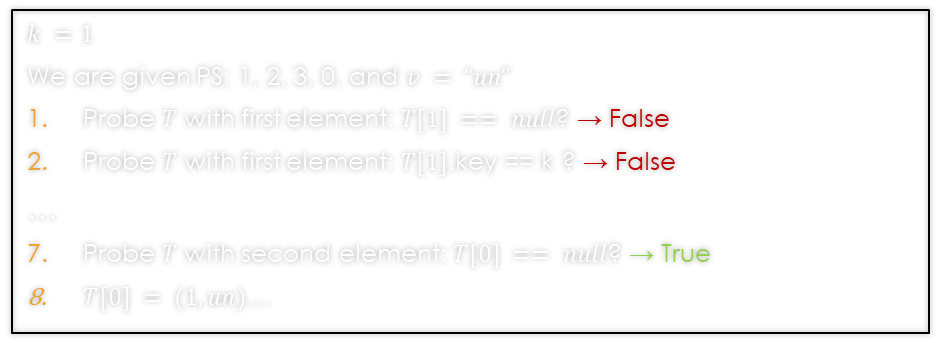 k = 1
We are given PS: 1, 2, 3, 0, and v = "un"
1. Probe T with first element: T[1] == null? → False
2. Probe T with first element: T[1].key == k ? → False
...
7. Probe T with second element: T[0] == null? → True
8. T[0] = (1, un)...